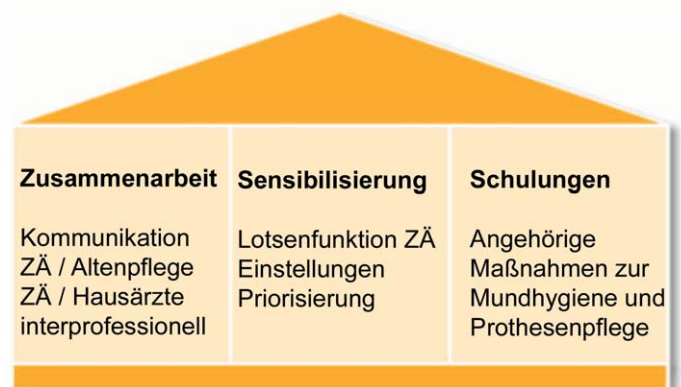 Zusammenarbeit
Kommunikation
ZÄ / Altenpflege
ZÄ / Hausärzte
interprofessionell
Sensibilisierung
Lotsenfunktion ZÄ
Einstellungen
Priorisierung
Schulungen
Angehörige
Maßnahmen zur
Mundhygiene und
Prothesenpflege